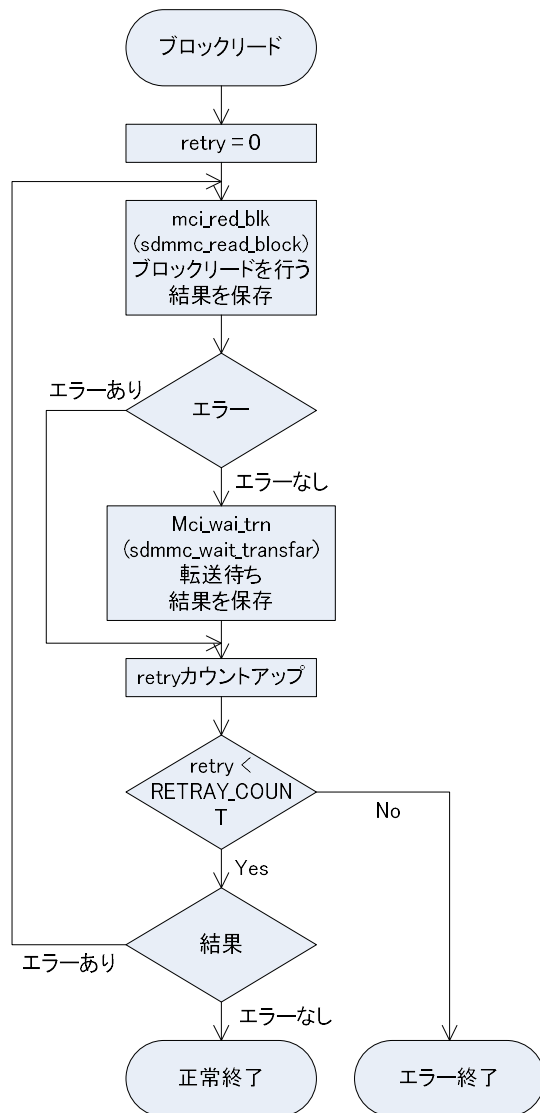 ブロックリード
retry = 0
mci_red_blk
(sdmmc_read_block)
ブロックリードを行う
結果を保存
エラーあり
エラー
エラーなし
Mci_wai_trn
(sdmmc_wait_transfar)
転送待ち
結果を保存
retryカウントアップ
retry <
RETRAY_COUN
T
No
Yes
結果
エラーあり
エラーなし
正常終了
エラー終了